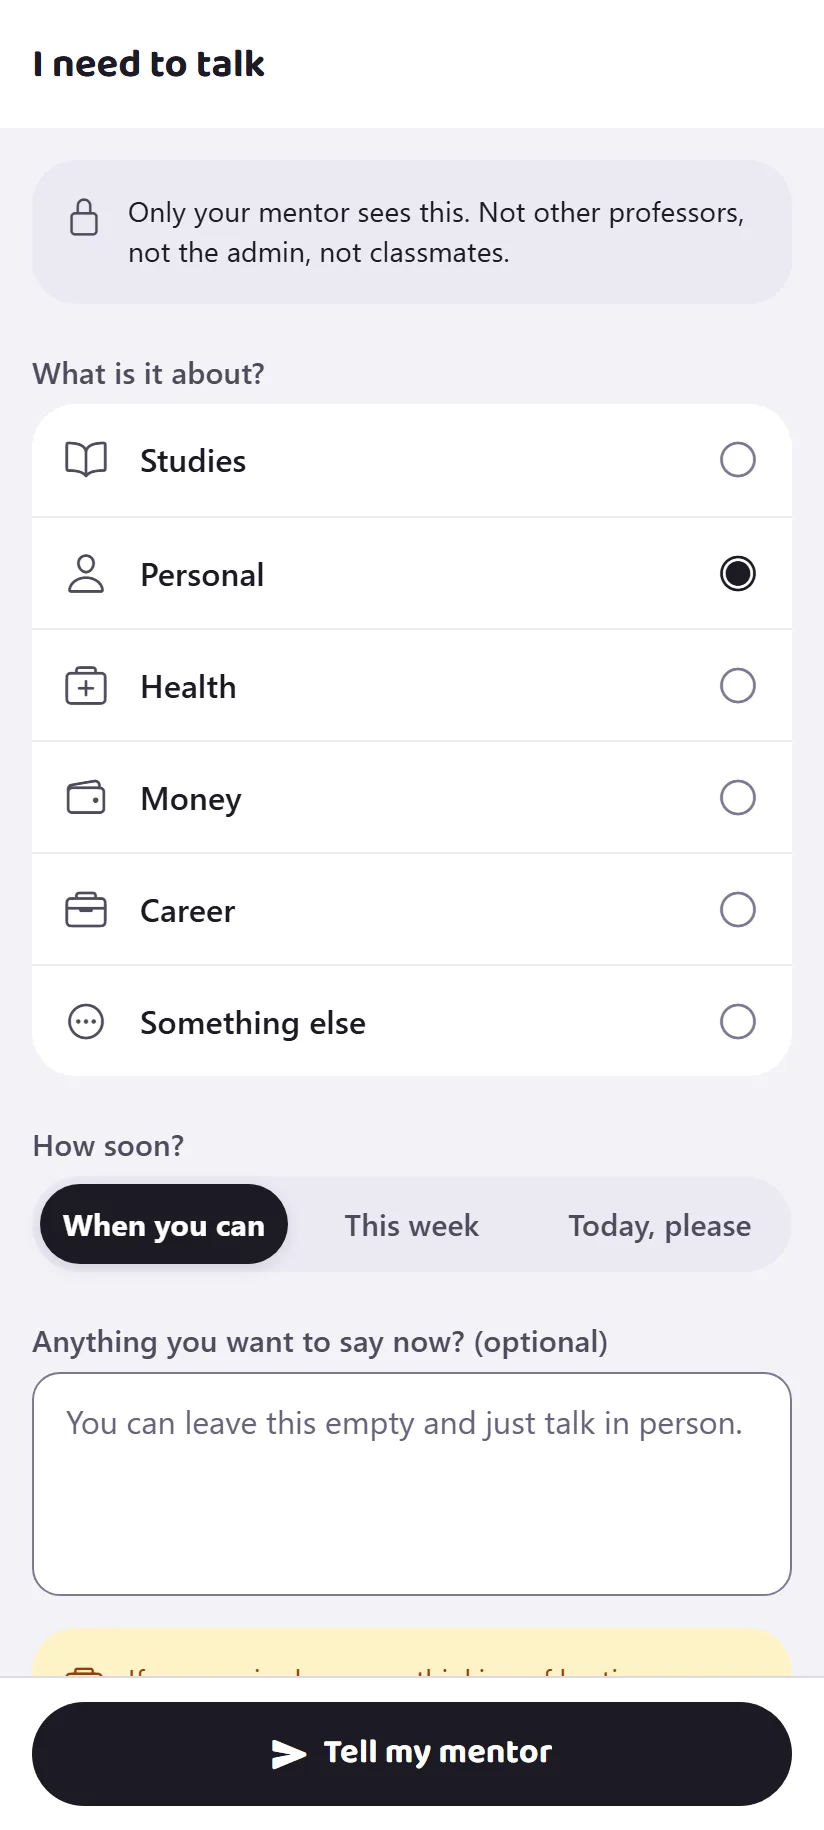 I need to talk
Only your mentor sees this. Not other professors,
not the admin, not classmates.
What is it about?
Studies
Personal
Health
Money
Career
Something else
How soon?
When you can
This week
Today, please
Anything you want to say now? (optional)
You can leave this empty and just talk in person.
Tell my mentor